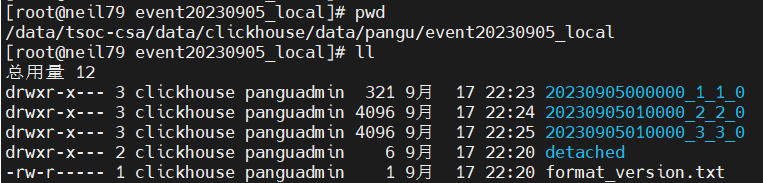 [root@neil79 event20230905_local]# pwd
/data/tsoc-csa/data/clickhouse/data/pangu/event20230905_local
[root@neil79 event20230905_local]# ll
总用量 12
drwxr-x--- 3 clickhouse panguadmin  321 9月  17 22:23 20230905000000_1_1_0
drwxr-x--- 3 clickhouse panguadmin 4096 9月  17 22:24 20230905010000_2_2_0
drwxr-x--- 3 clickhouse panguadmin 4096 9月  17 22:25 20230905010000_3_3_0
drwxr-x--- 2 clickhouse panguadmin    6 9月  17 22:20 detached
-rw-r----- 1 clickhouse panguadmin    1 9月  17 22:20 format_version.txt